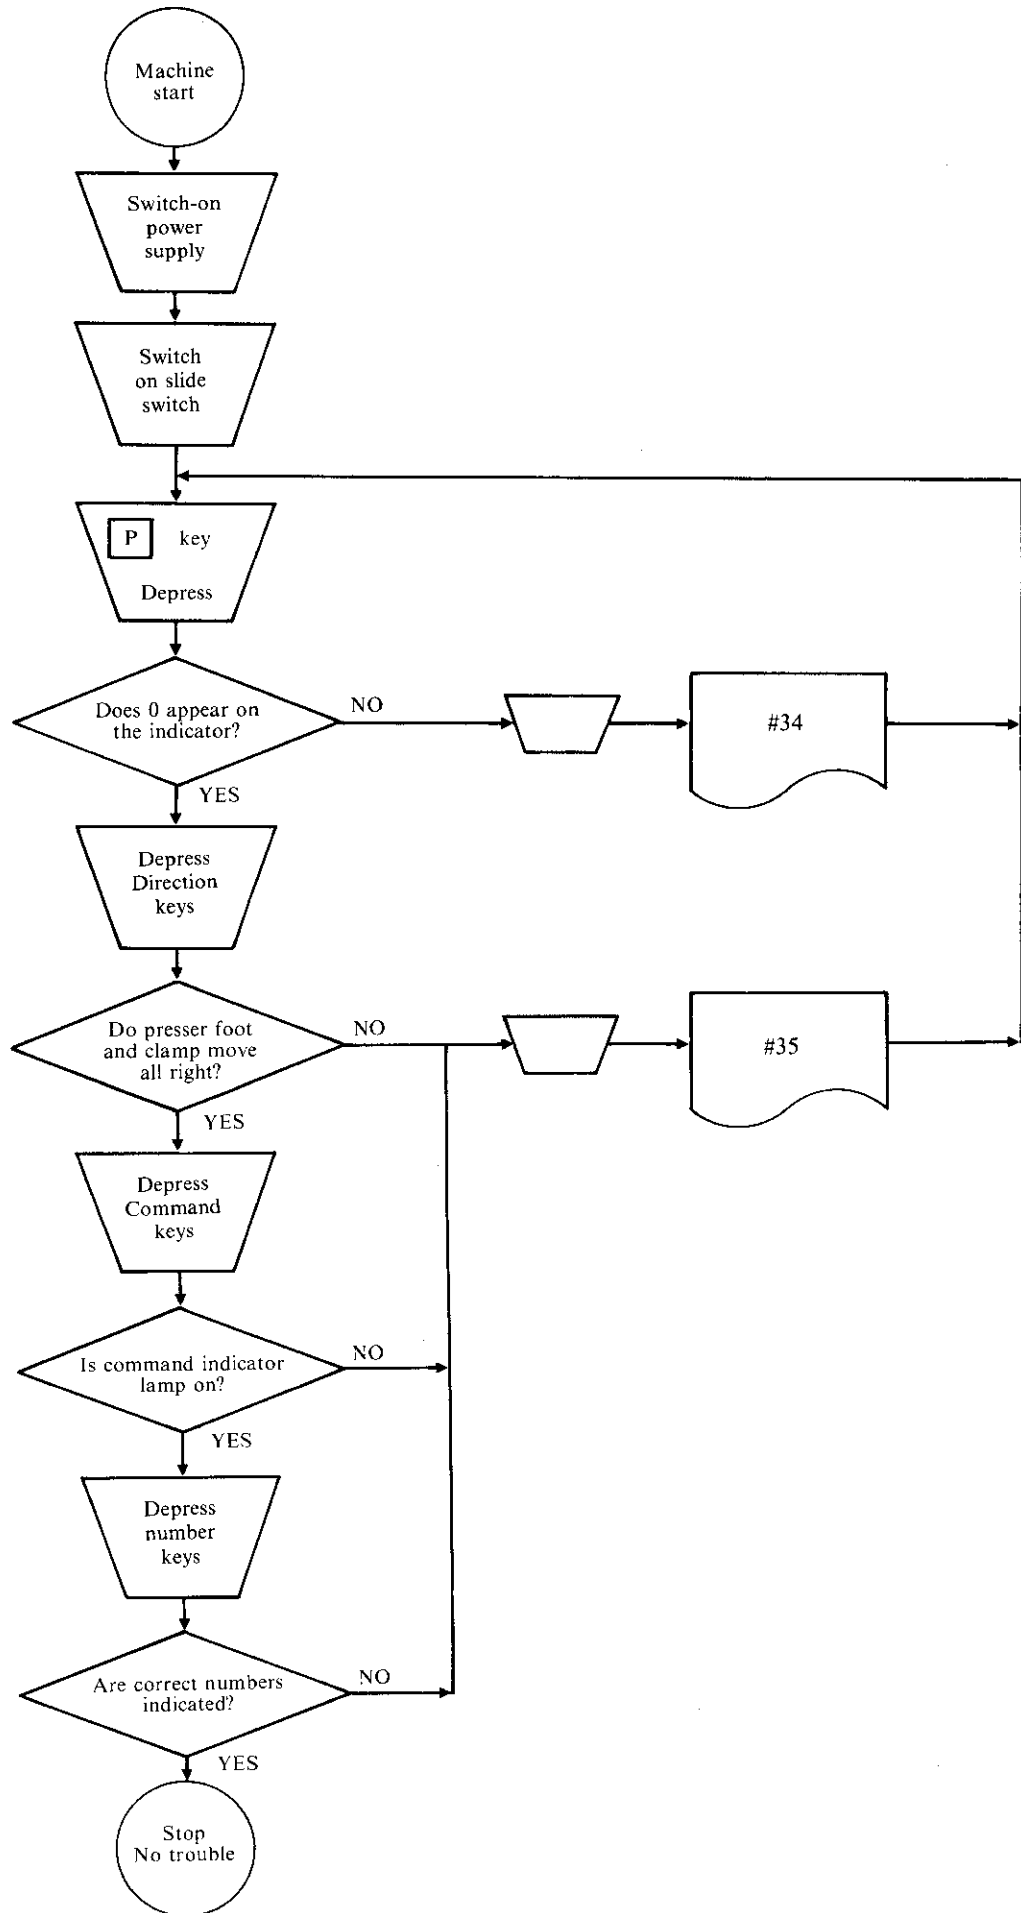 Machine
start
Switch-on
power
supply
Switch
on slide
switch
P key
Depress
Does 0 appear on
the indicator?
NO
#34
YES
Depress
Direction
keys
Do presser foot
and clamp move
all right?
NO
#35
YES
Depress
Command
keys
Is command indicator
lamp on?
NO
YES
Depress
number
keys
Are correct numbers
indicated?
NO
YES
Stop
No trouble